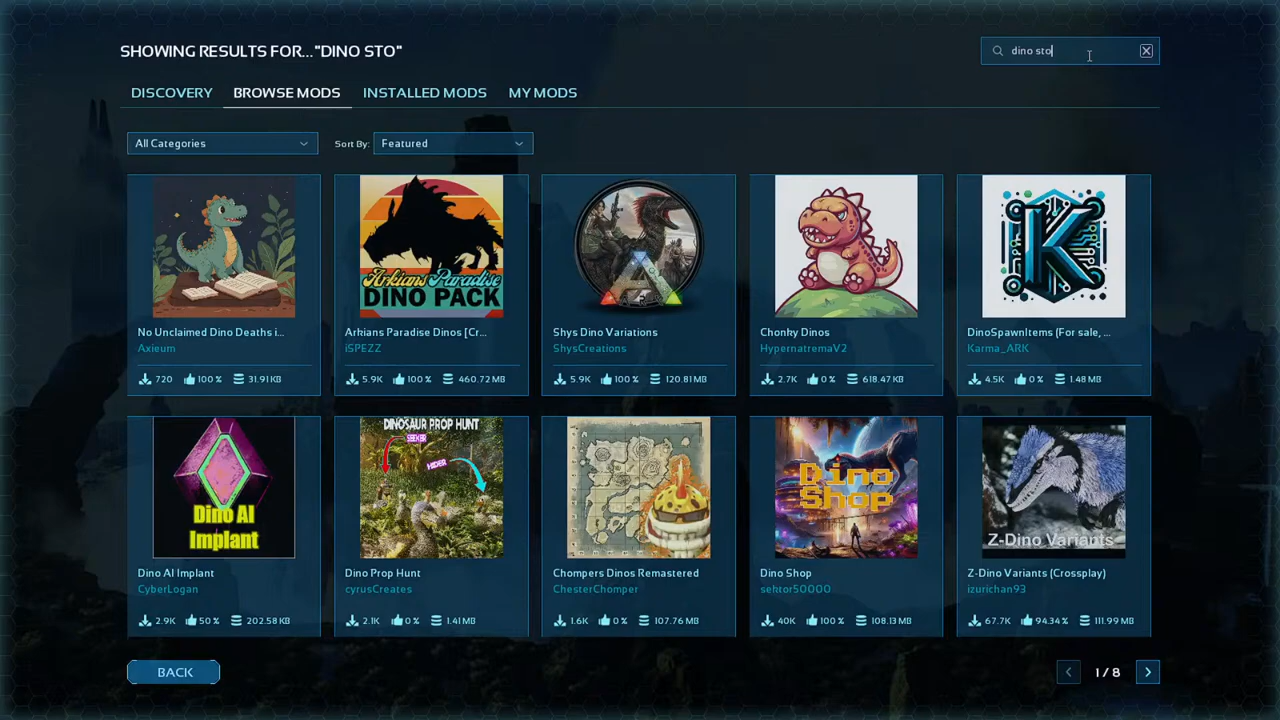 SHOWING RESULTS FOR..."DINO STO"
dino sto
DISCOVERY
BROWSE MODS
INSTALLED MODS
MY MODS
All Categories
Sort By:
Featured
Arkians Paradise
DINO PACK
No Unclaimed Dino Deaths i...
Axieum
720
100 %
31.91 KB
Arkians Paradise Dinos [Cr...
iSPEZZ
5.9K
100 %
460.72 MB
Shys Dino Variations
ShysCreations
5.9K
100 %
120.81 MB
Chonky Dinos
HypernatremaV2
2.7K
0 %
618.47 KB
K
DinoSpawnItems (For sale, ...
Karma_ARK
4.5K
0 %
1.48 MB
Dino AI
Implant
Dino AI Implant
CyberLogan
2.9K
50 %
202.58 KB
DINOSAUR PROP HUNT
SEEKER
HIDER
Dino Prop Hunt
cyrusCreates
2.1K
0 %
1.41 MB
Chompers Dinos Remastered
ChesterChomper
1.6K
0 %
107.76 MB
Dino
Shop
Dino Shop
sehtor50000
40K
100 %
108.13 MB
Z-Dino Variants
Z-Dino Variants (Crossplay)
izurichan93
67.7K
94.34 %
111.99 MB
BACK
1 / 8